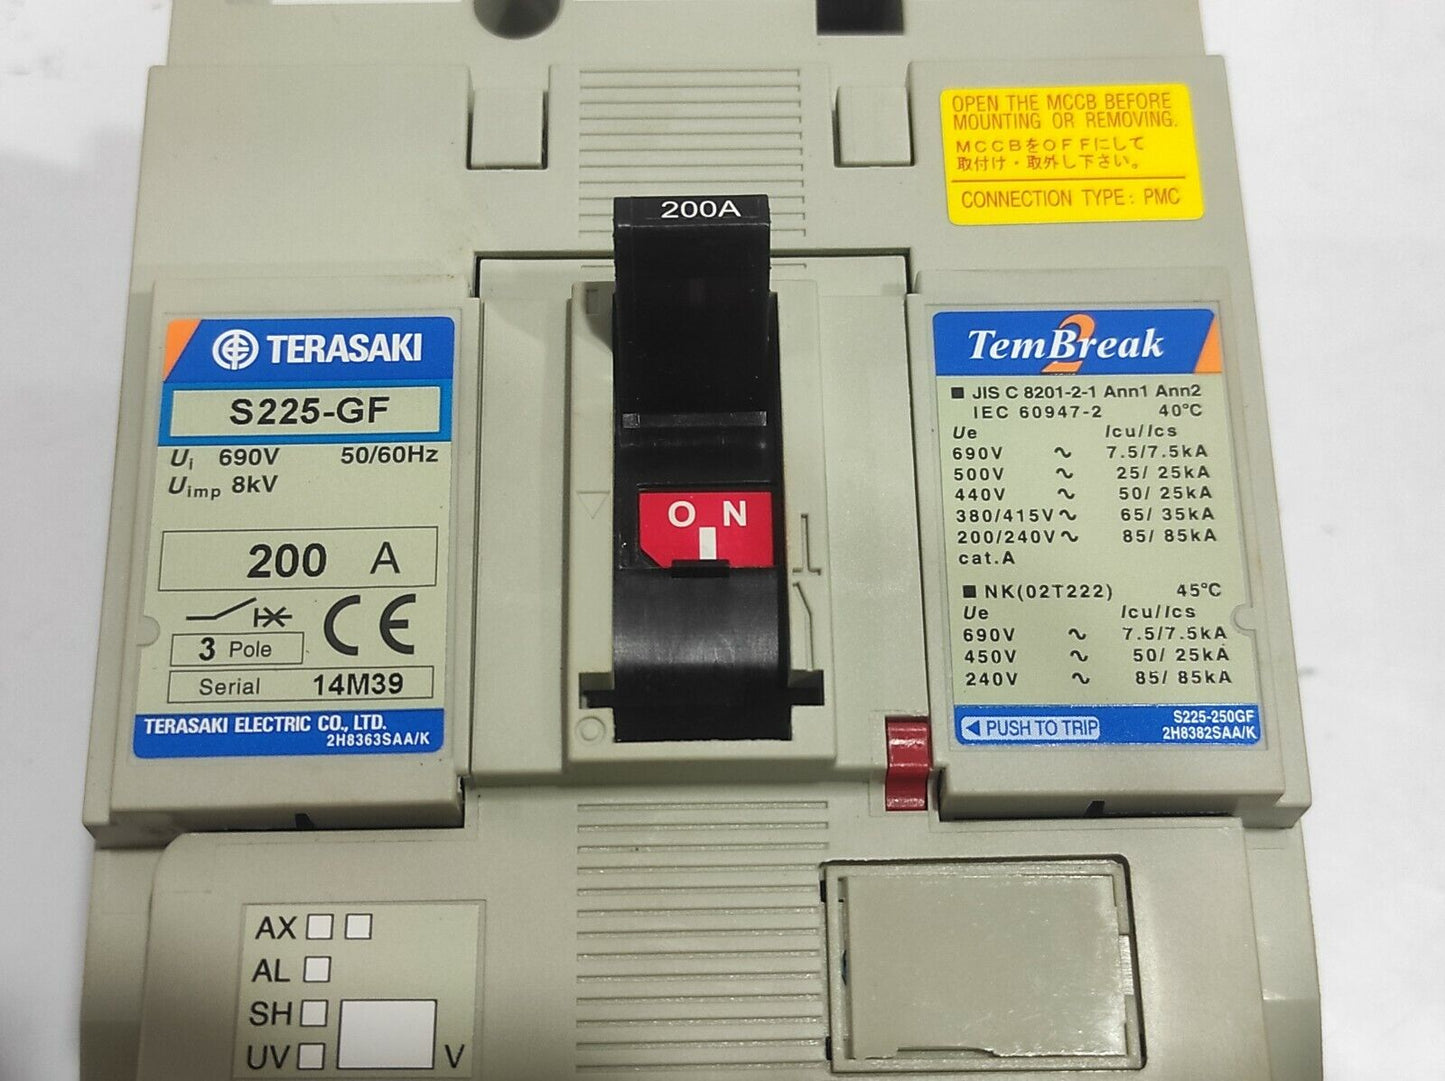 OPEN THE MCCB BEFORE
MOUNTING OR REMOVING.
MCCBをOFFにして
取付け・取外し下さい。
CONNECTION TYPE: PMC
200A
TERASAKI
S225-GF
Ui 690V 50/60Hz
Uimp 8kV
200 A
CE
3 Pole
Serial 14M39
TERASAKI ELECTRIC CO., LTD.
2H8363SAA/K
ON
TemBreak 2
■ JIS C 8201-2-1 Ann1 Ann2
IEC 60947-2 40°C
Ue Icu/Ics
690V ~ 7.5/7.5kA
500V ~ 25/ 25kA
440V ~ 50/ 25kA
380/415V ~ 65/ 35kA
200/240V ~ 85/ 85kA
cat.A
■ NK(02T222) 45°C
Ue Icu/Ics
690V ~ 7.5/7.5kA
450V ~ 50/ 25kA
240V ~ 85/ 85kA
◀ PUSH TO TRIP
S225-250GF
2H8382SAA/K
AX
AL
SH
UV V